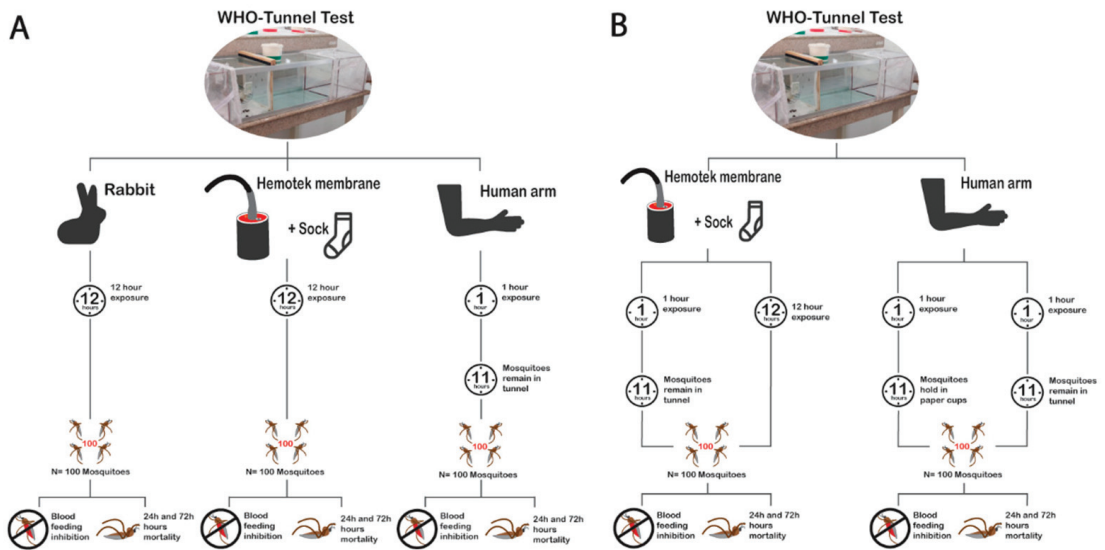 A
WHO-Tunnel Test
Rabbit
Hemotek membrane
+ Sock
Human arm
12
hours
12 hour
exposure
12
hours
12 hour
exposure
1
hour
1 hour
exposure
11
hours
Mosquitoes
remain in
tunnel
100
N= 100 Mosquitoes
100
N= 100 Mosquitoes
100
N= 100 Mosquitoes
Blood
feeding
inhibition
24h and 72h
hours
mortality
Blood
feeding
inhibition
24h and 72h
hours
mortality
Blood
feeding
inhibition
24h and 72h
hours
mortality
B
WHO-Tunnel Test
Hemotek membrane
+ Sock
Human arm
1
hour
1 hour
exposure
12
hours
12 hour
exposure
1
hour
1 hour
exposure
1
hour
1 hour
exposure
11
hours
Mosquitoes
remain in
tunnel
11
hours
Mosquitoes
hold in
paper cups
11
hours
Mosquitoes
remain in
tunnel
100
N= 100 Mosquitoes
100
N= 100 Mosquitoes
Blood
feeding
inhibition
24h and 72h
hours
mortality
Blood
feeding
inhibition
24h and 72h
hours
mortality